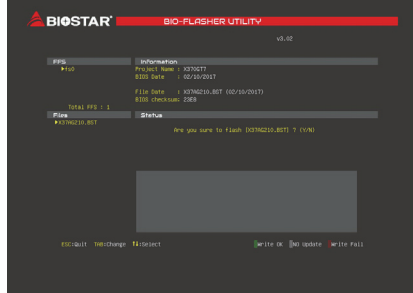 BIOSTAR BIO-FLASHER UTILITY
v3.02
FFS Information
fs0 Project Name : X370GT7
BIOS Date : 02/10/2017
File Date : X37AG210.BST (02/10/2017)
BIOS checksum: 23EB
Total FFS : 1
Files Status
X37AG210.BST
Are you sure to flash [X37AG210.BST] ? (Y/N)
ESC:Quit TAB:Change ↑↓:Select Write OK NO Update Write Fail